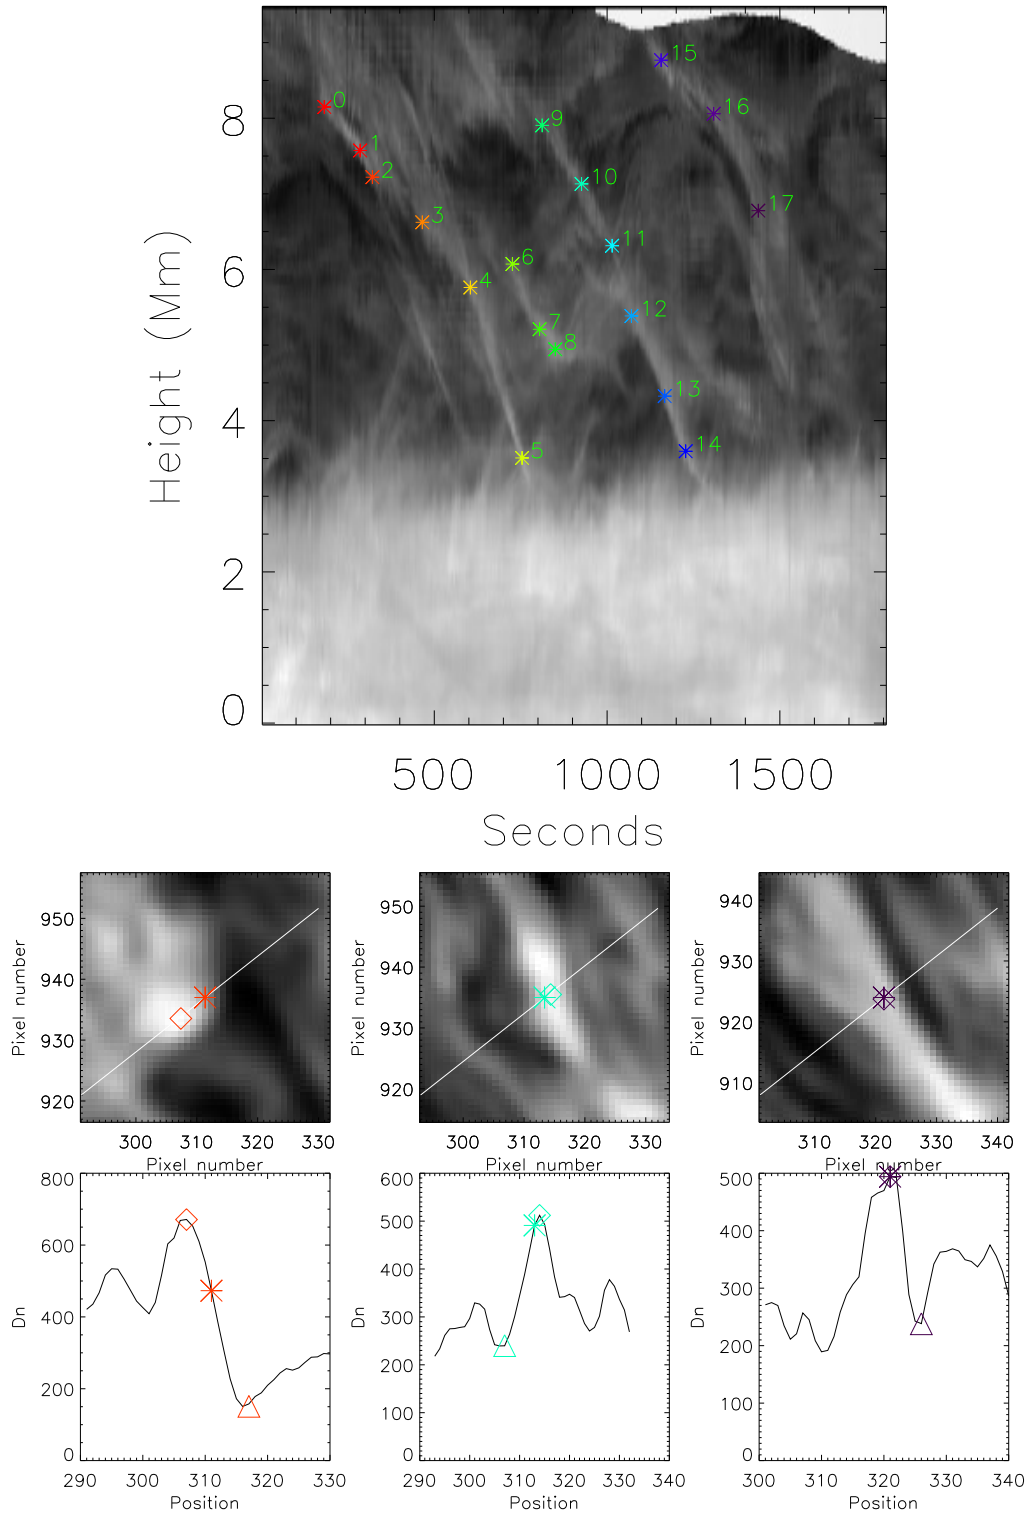 8
6
4
2
0
Height (Mm)
0
1
2
3
4
5
6
7
8
9
10
11
12
13
14
15
16
17
500 1000 1500
Seconds
950
940
930
920
Pixel number
300 310 320 330
Pixel number
950
940
930
920
Pixel number
300 310 320 330
Pixel number
940
930
920
910
Pixel number
310 320 330 340
Pixel number
800
600
400
200
0
Dn
290 300 310 320 330
Position
600
500
400
300
200
100
0
Dn
290 300 310 320 330 340
Position
500
400
300
200
100
0
Dn
300 310 320 330 340
Position